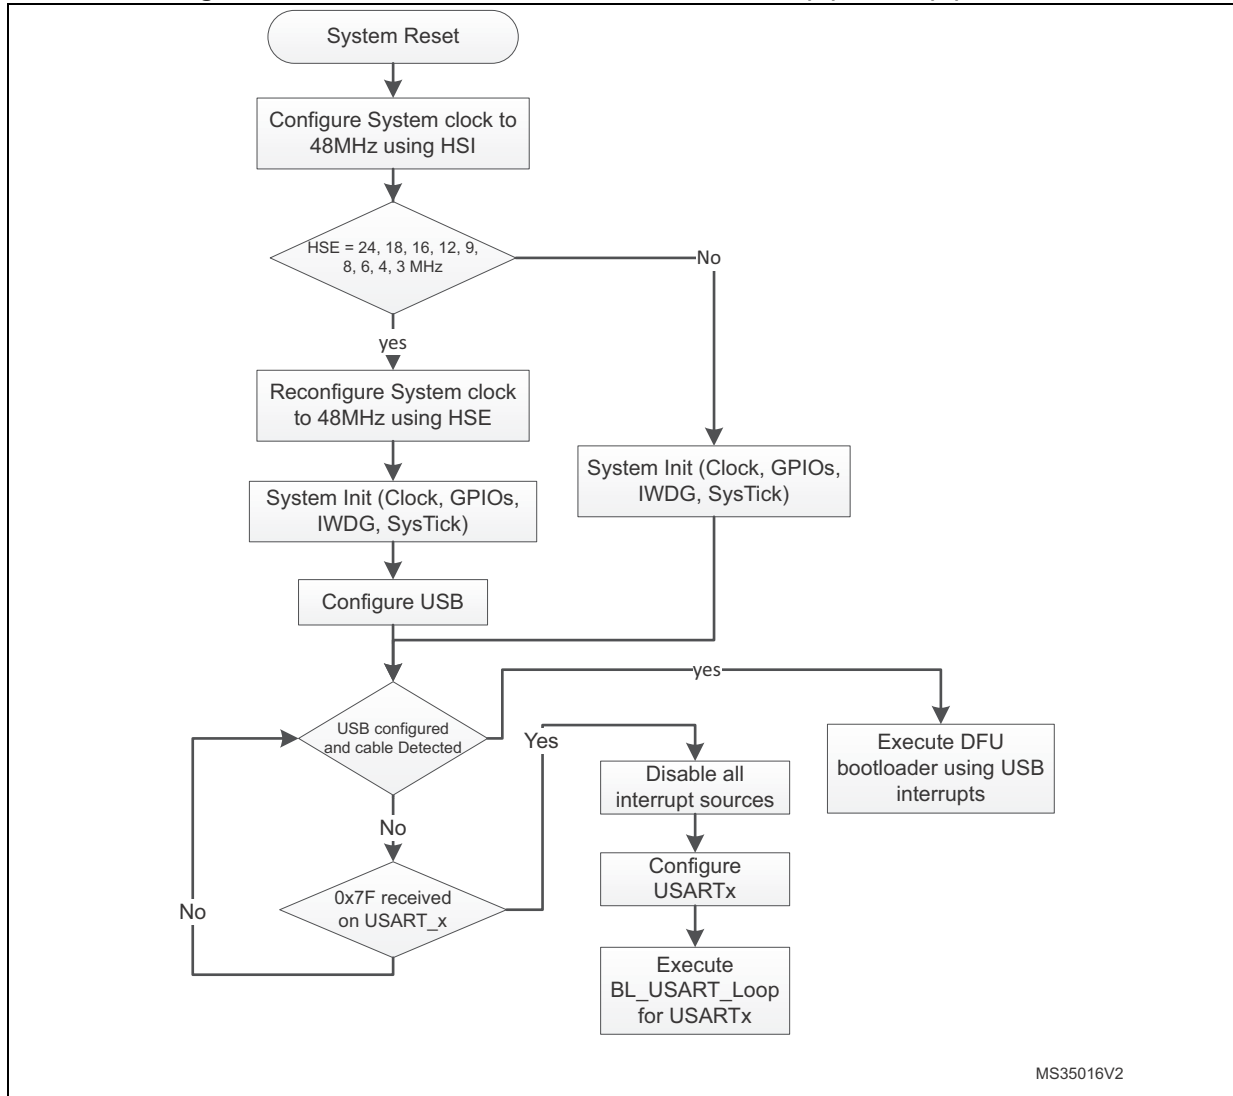 System Reset
Configure System clock to
48MHz using HSI
HSE = 24, 18, 16, 12, 9,
8, 6, 4, 3 MHz
No
yes
Reconfigure System clock
to 48MHz using HSE
System Init (Clock, GPIOs,
IWDG, SysTick)
System Init (Clock, GPIOs,
IWDG, SysTick)
Configure USB
yes
USB configured
and cable Detected
Yes
Execute DFU
bootloader using USB
interrupts
Disable all
interrupt sources
No
Configure
USARTx
0x7F received
on USART_x
No
Execute
BL_USART_Loop
for USARTx
MS35016V2